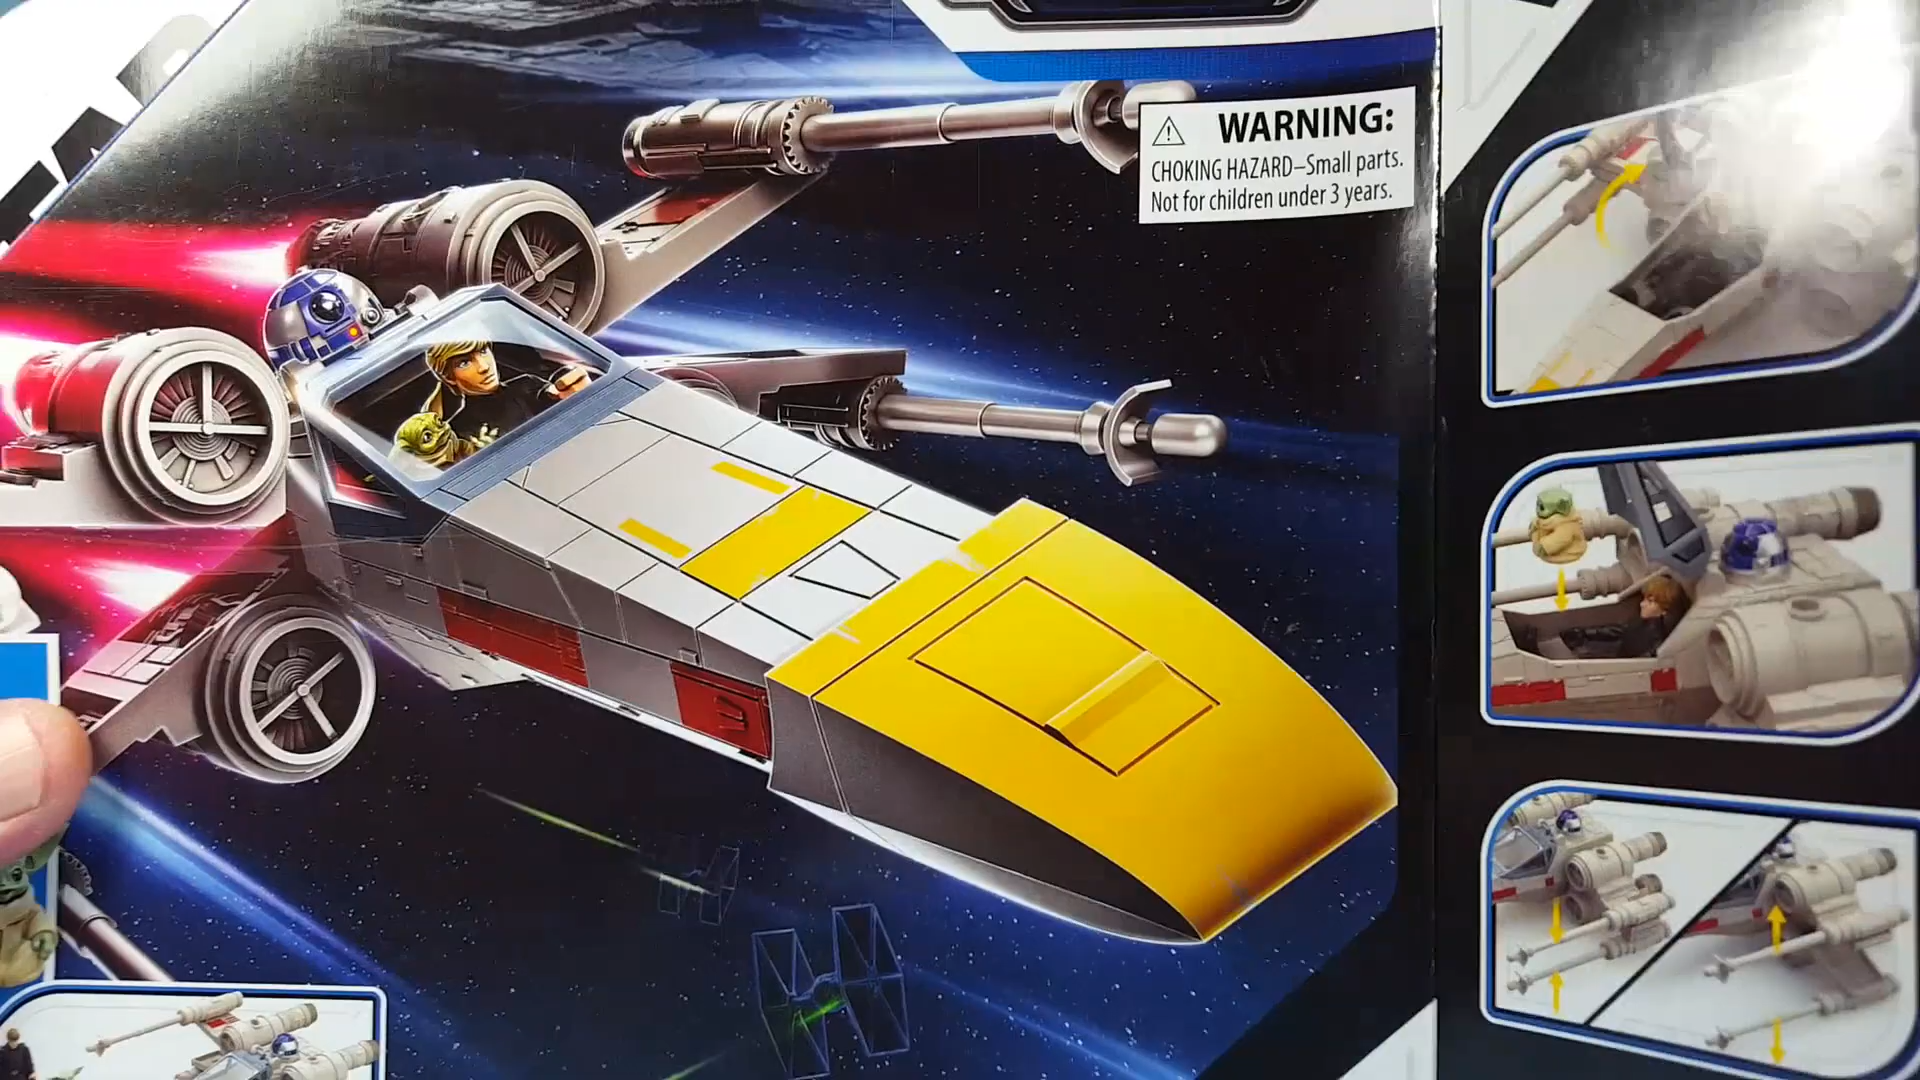 WARNING:
CHOKING HAZARD–Small parts.
Not for children under 3 years.